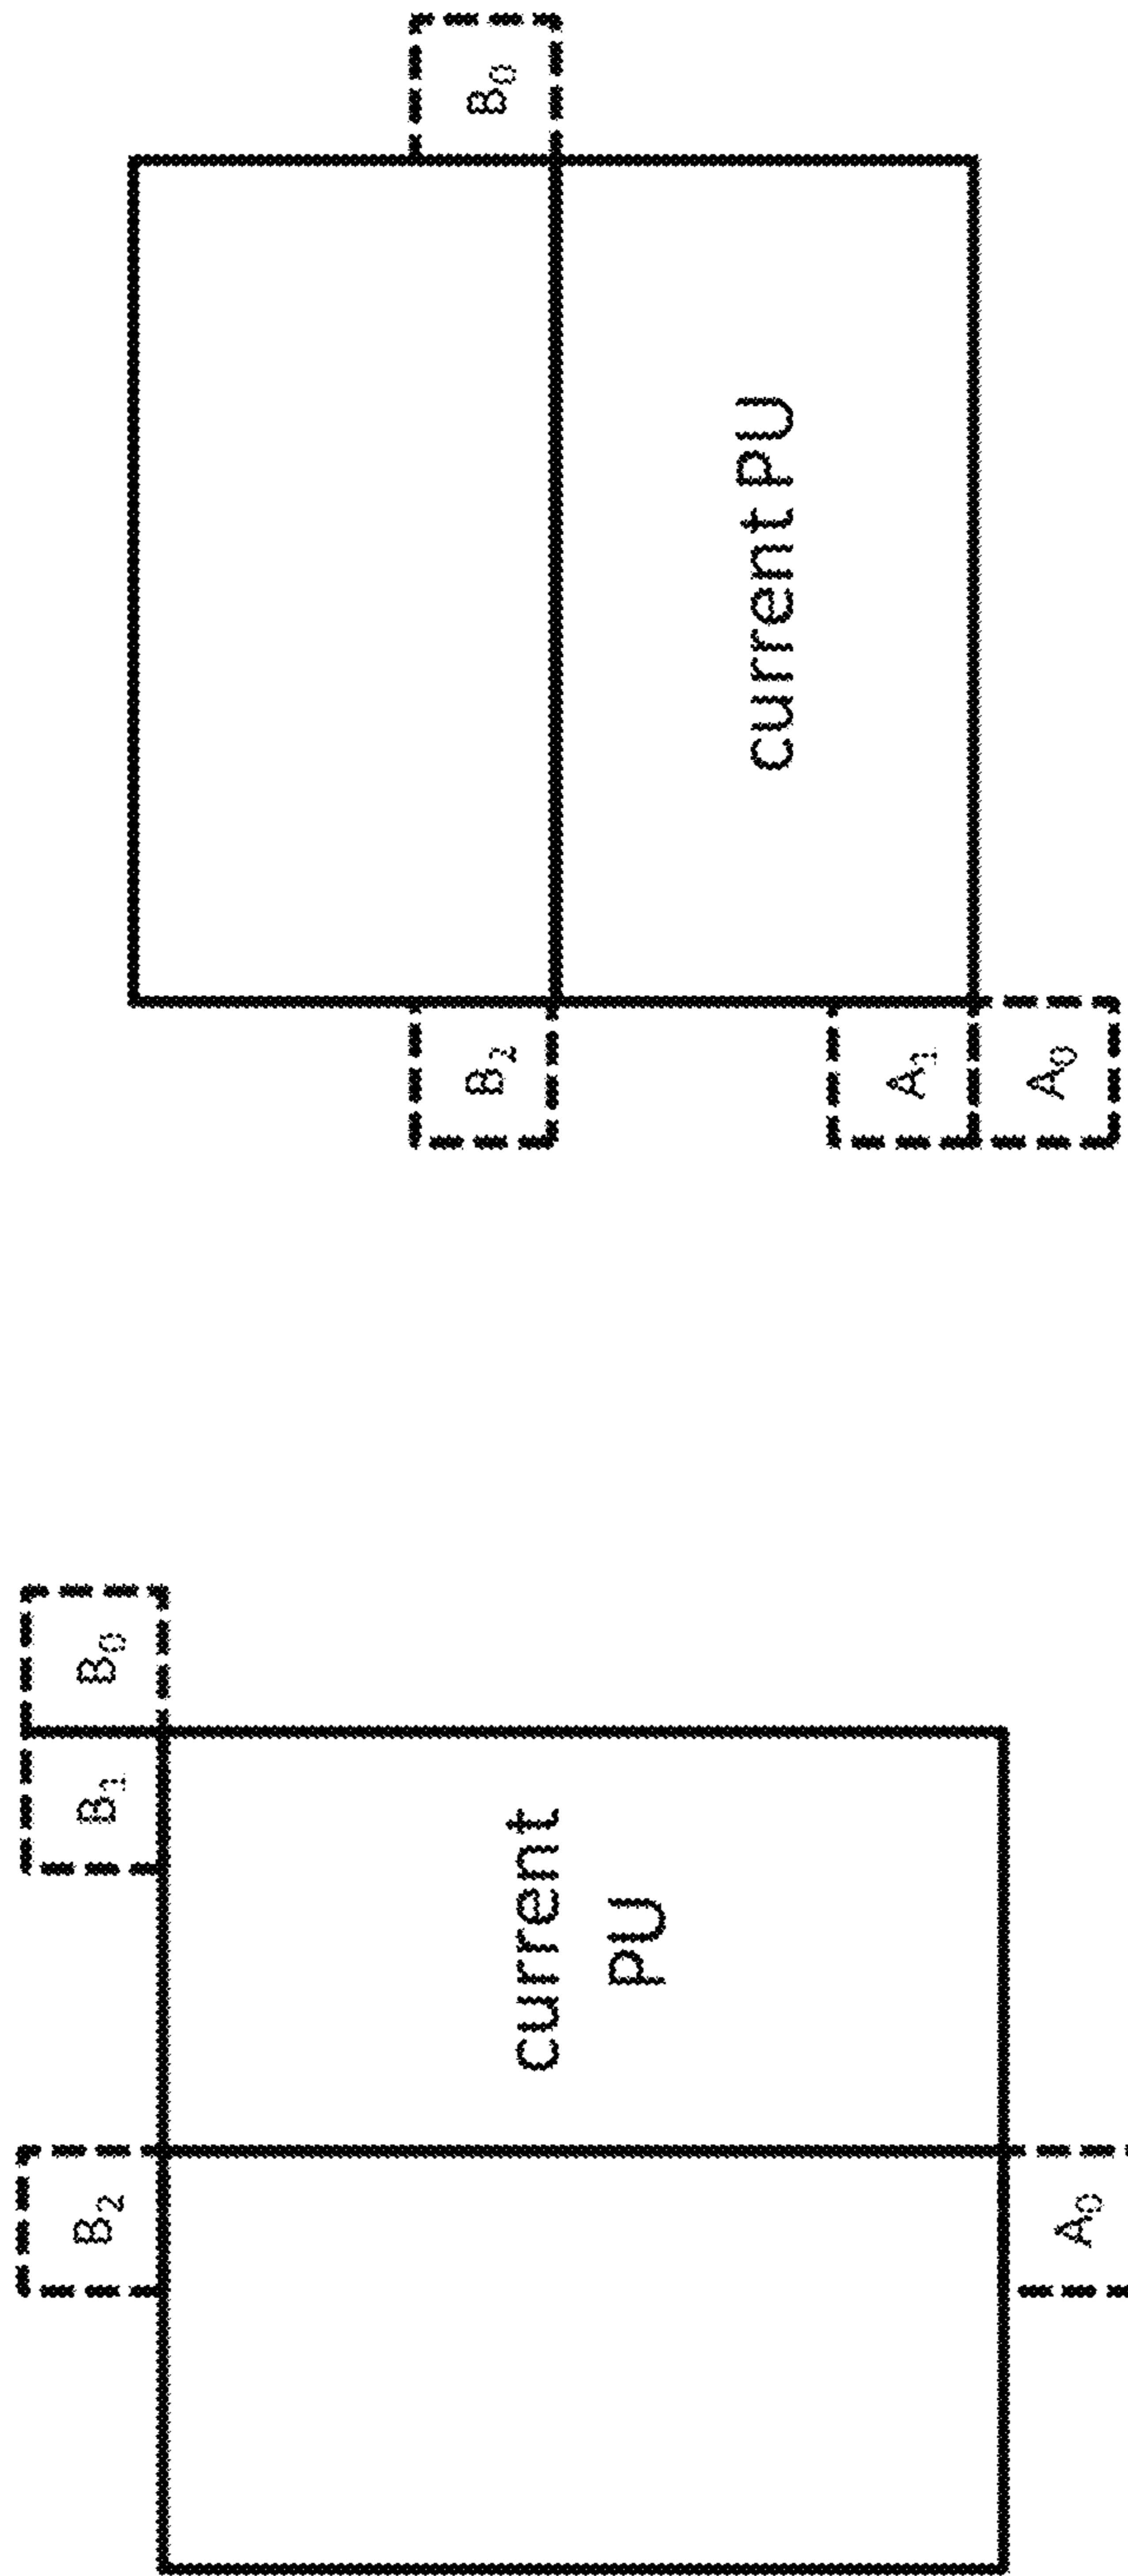 B₂
B₁
B₀
current
PU
A₀
B₂
B₀
current PU
A₁
A₀